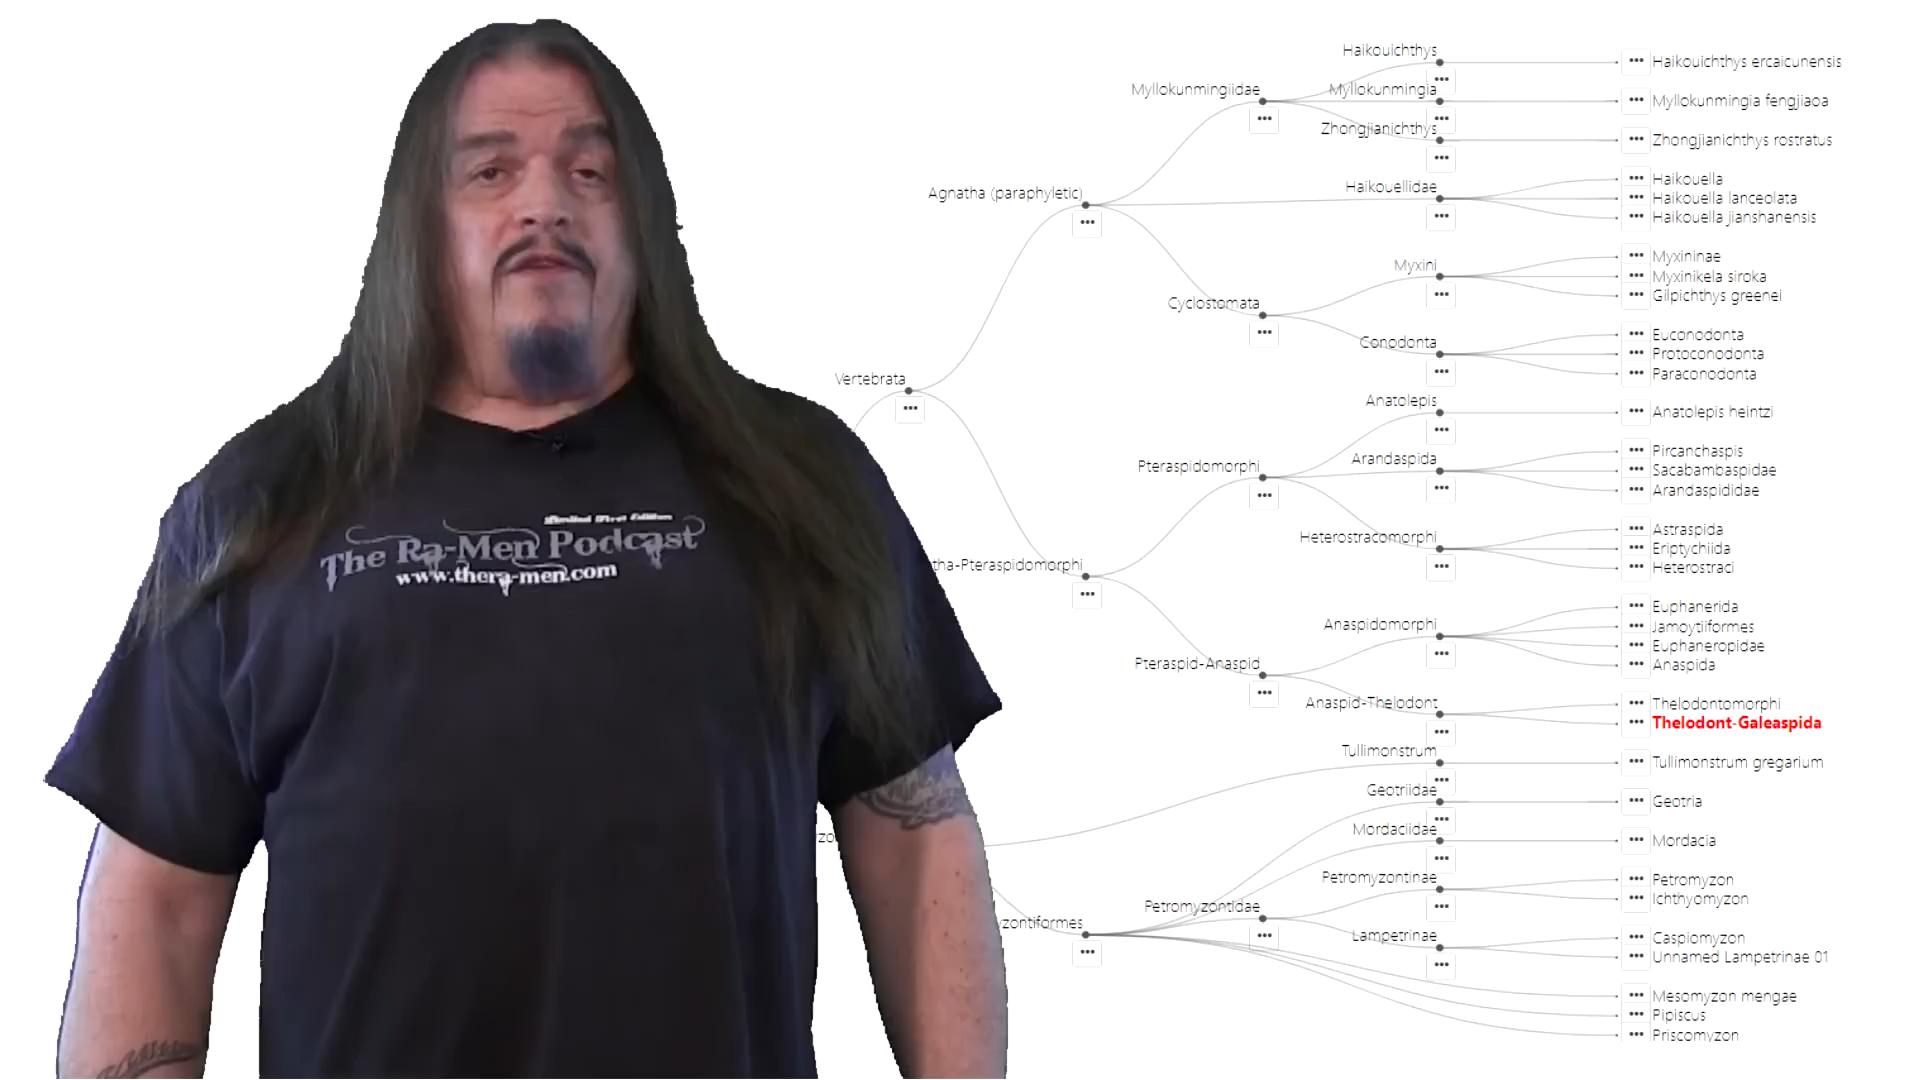 Haikouichthys
Haikouichthys ercaicunensis
Myllokunmingiidae
Myllokunmingia
Myllokunmingia fengjiaoa
Zhongjianichthys
Zhongjianichthys rostratus
Agnatha (paraphyletic)
Haikouellidae
Haikouella
Haikouella lanceolata
Haikouella jianshanensis
Myxini
Myxininae
Myxinikela siroka
Gilpichthys greenei
Cyclostomata
Conodonta
Euconodonta
Protoconodonta
Paraconodonta
Vertebrata
Anatolepis
Anatolepis heintzi
Pteraspidomorphi
Arandaspida
Pircanchaspis
Sacabambaspidae
Arandaspididae
Heterostracomorphi
Astraspida
Eriptychiida
Heterostraci
tha-Pteraspidomorphi
Anaspidomorphi
Euphanerida
Jamoytiiformes
Euphaneropidae
Anaspida
Pteraspid-Anaspid
Anaspid-Thelodont
Thelodontomorphi
Thelodont-Galeaspida
Tullimonstrum
Tullimonstrum gregarium
Geotriidae
Geotria
Mordaciidae
Mordacia
zo
Petromyzontinae
Petromyzon
Ichthyomyzon
Petromyzontidae
yzontiformes
Lampetrinae
Caspiomyzon
Unnamed Lampetrinae 01
Mesomyzon mengae
Pipiscus
Priscomyzon
Limited First Edition
The Ra-Men Podcast
www.thera-men.com